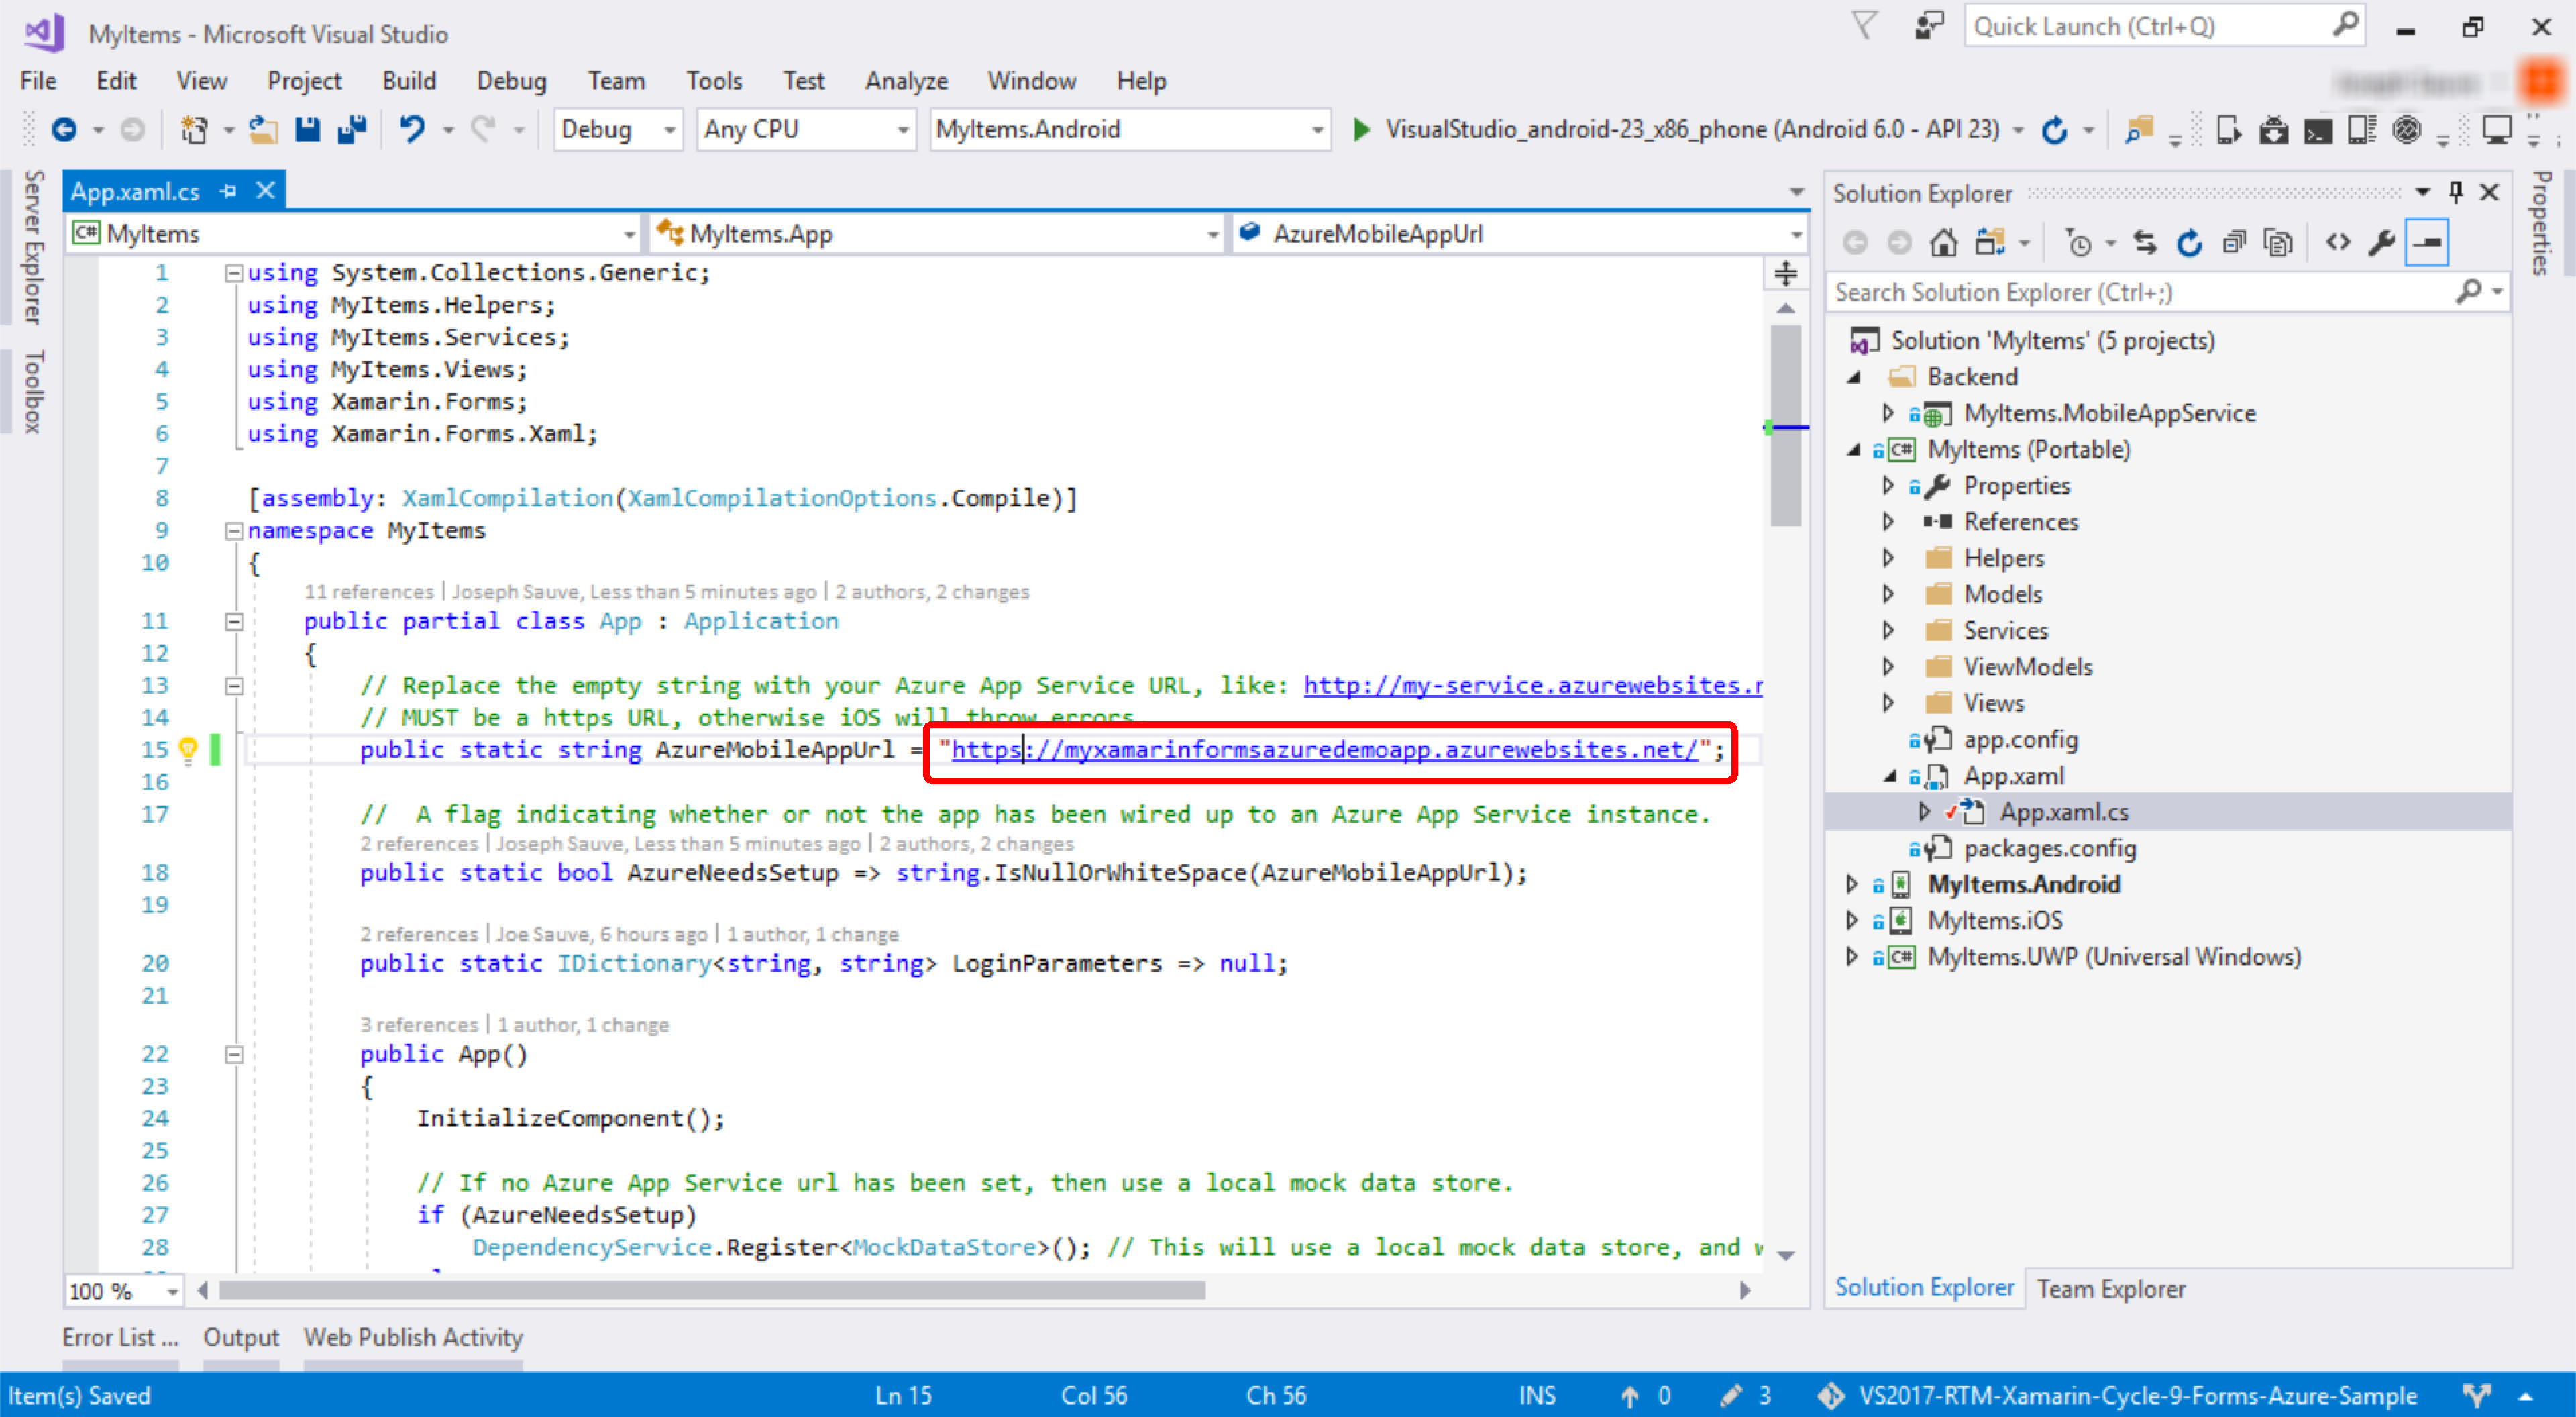 MyItems - Microsoft Visual Studio
Quick Launch (Ctrl+Q)
File Edit View Project Build Debug Team Tools Test Analyze Window Help
Debug Any CPU MyItems.Android VisualStudio_android-23_x86_phone (Android 6.0 - API 23)
Server Explorer
Toolbox
App.xaml.cs
MyItems MyItems.App AzureMobileAppUrl
1 using System.Collections.Generic;
2 using MyItems.Helpers;
3 using MyItems.Services;
4 using MyItems.Views;
5 using Xamarin.Forms;
6 using Xamarin.Forms.Xaml;
7
8 [assembly: XamlCompilation(XamlCompilationOptions.Compile)]
9 namespace MyItems
10 {
11 references | Joseph Sauve, Less than 5 minutes ago | 2 authors, 2 changes
11 public partial class App : Application
12 {
13 // Replace the empty string with your Azure App Service URL, like: http://my-service.azurewebsites.
14 // MUST be a https URL, otherwise iOS will throw errors.
15 public static string AzureMobileAppUrl = "https://myxamarinformsazuredemoapp.azurewebsites.net/";
16
17 // A flag indicating whether or not the app has been wired up to an Azure App Service instance.
2 references | Joseph Sauve, Less than 5 minutes ago | 2 authors, 2 changes
18 public static bool AzureNeedsSetup => string.IsNullOrWhiteSpace(AzureMobileAppUrl);
19
2 references | Joe Sauve, 6 hours ago | 1 author, 1 change
20 public static IDictionary<string, string> LoginParameters => null;
21
3 references | 1 author, 1 change
22 public App()
23 {
24 InitializeComponent();
25
26 // If no Azure App Service url has been set, then use a local mock data store.
27 if (AzureNeedsSetup)
28 DependencyService.Register<MockDataStore>(); // This will use a local mock data store, and
100 %
Solution Explorer
Search Solution Explorer (Ctrl+;)
Solution 'MyItems' (5 projects)
Backend
MyItems.MobileAppService
C# MyItems (Portable)
Properties
References
Helpers
Models
Services
ViewModels
Views
app.config
App.xaml
App.xaml.cs
packages.config
MyItems.Android
MyItems.iOS
C# MyItems.UWP (Universal Windows)
Solution Explorer Team Explorer
Properties
Error List ... Output Web Publish Activity
Item(s) Saved Ln 15 Col 56 Ch 56 INS 0 3 VS2017-RTM-Xamarin-Cycle-9-Forms-Azure-Sample